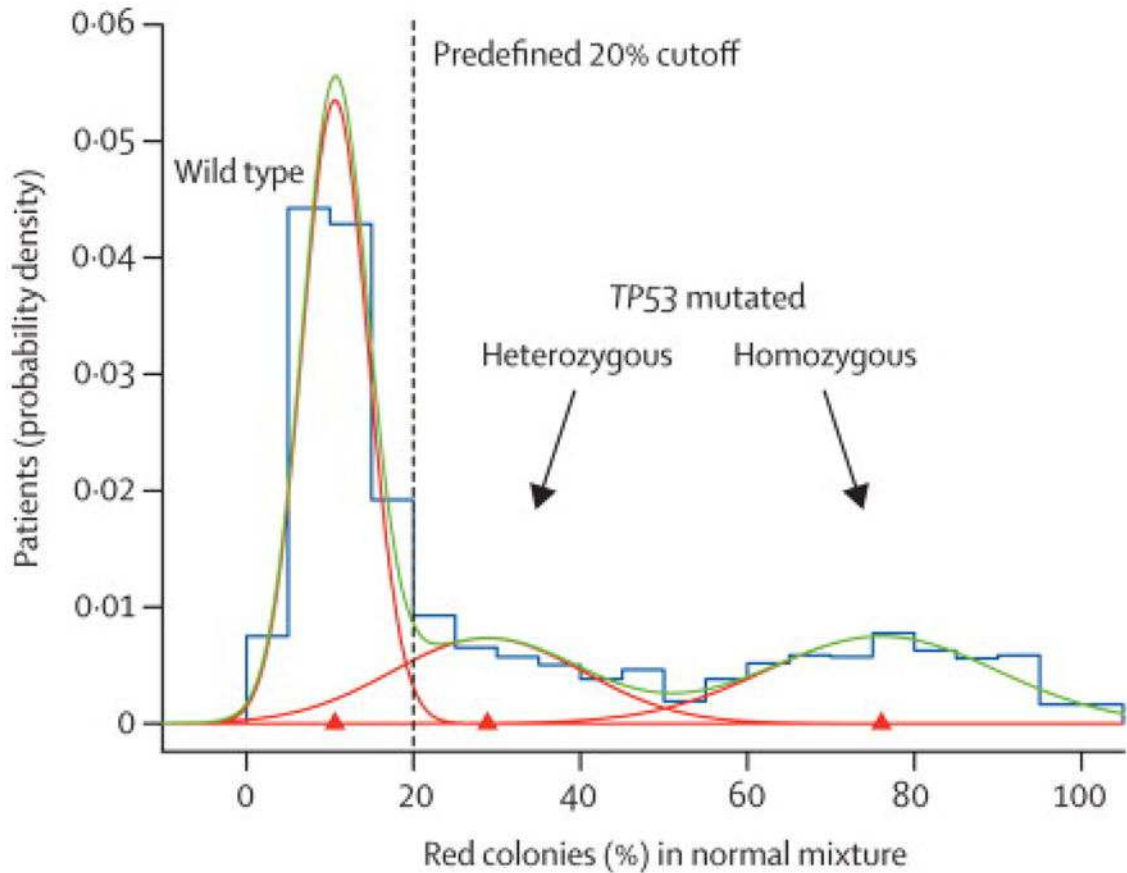 0·06
0·05
0·04
0·03
0·02
0·01
0
Patients (probability density)
Predefined 20% cutoff
Wild type
TP53 mutated
Heterozygous
Homozygous
0
20
40
60
80
100
Red colonies (%) in normal mixture